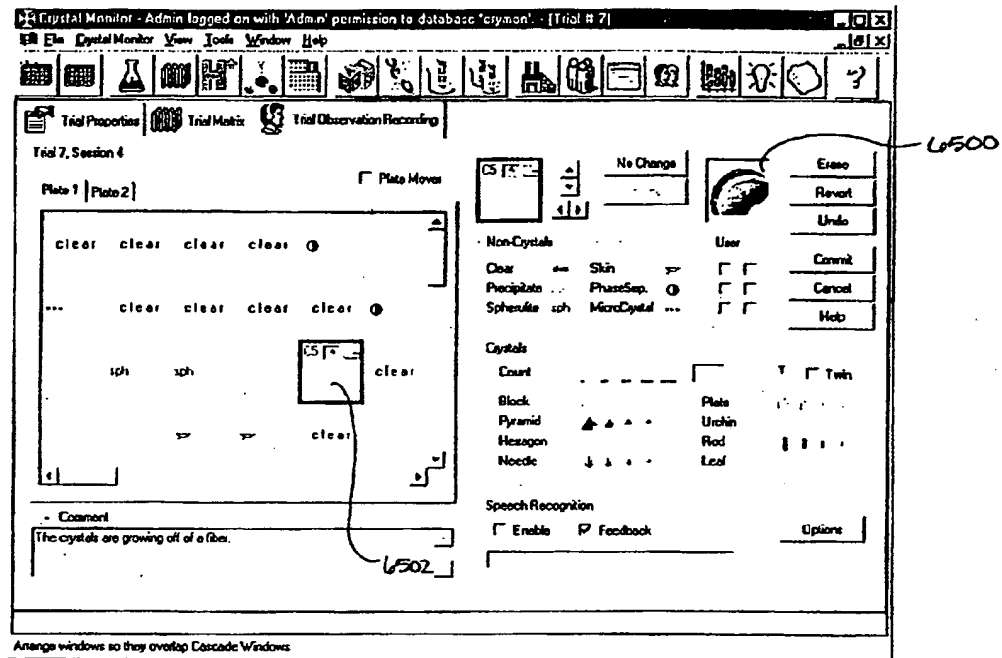 Crystal Monitor - Admin logged on with 'Admin' permission to database 'crymon'. - [Trial # 7]
File Crystal Monitor View Tools Window Help
Trial Properties Trial Matrix Trial Observation Recording
Trial 7, Session 4
Plate 1 Plate 2
Plate Moves
C5
No Change
6500
Erase
Revert
Undo
Commit
Cancel
Help
clear clear clear clear
clear clear clear clear
sph sph C5 clear
clear
Non-Crystals User
Clear Skin
Precipitate PhaseSep.
Spherulite sph MicroCrystal
Crystals
Count Twin
Block Plate
Pyramid Urchin
Hexagon Rod
Needle Leaf
Speech Recognition
Enable Feedback Options
Comment
The crystals are growing off of a fiber.
6502
Arrange windows so they overlap Cascade Windows